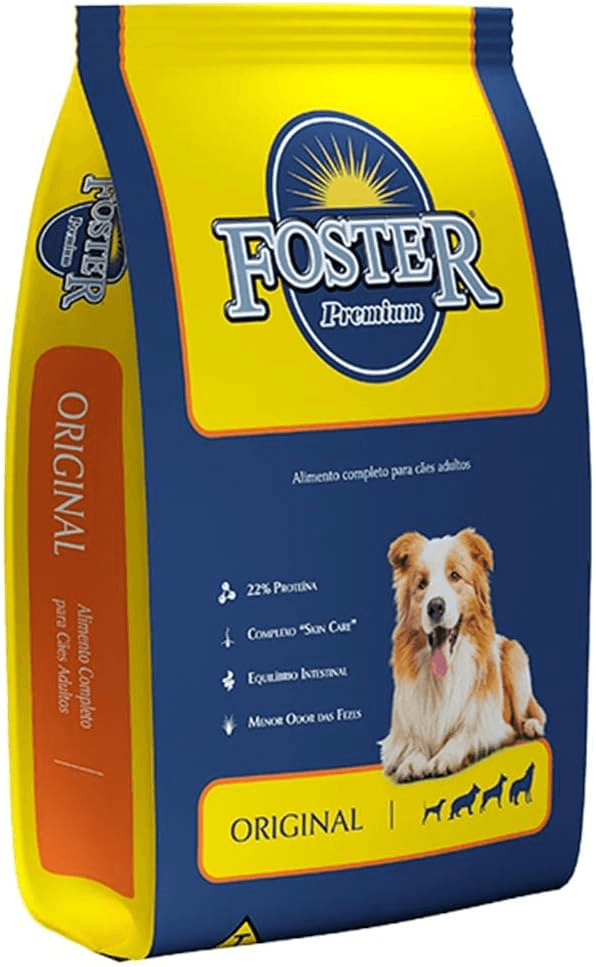 FOSTER
Premium
Alimento completo para cães adultos
22% PROTEÍNA
COMPLEXO "SKIN CARE"
EQUILÍBRIO INTESTINAL
MENOR ODOR DAS FEZES
ORIGINAL
FOSTER
Premium
ORIGINAL
Alimento Completo
para Cães Adultos
T